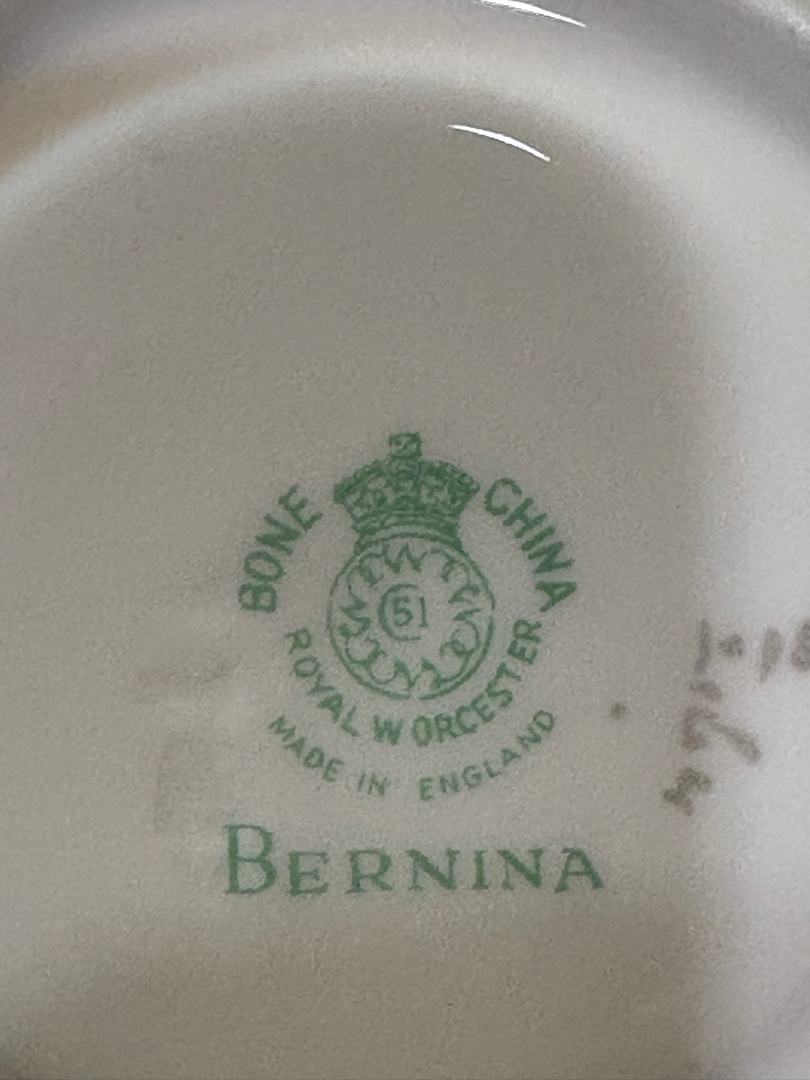 BONE CHINA
51
ROYAL WORCESTER
MADE IN ENGLAND
BERNINA